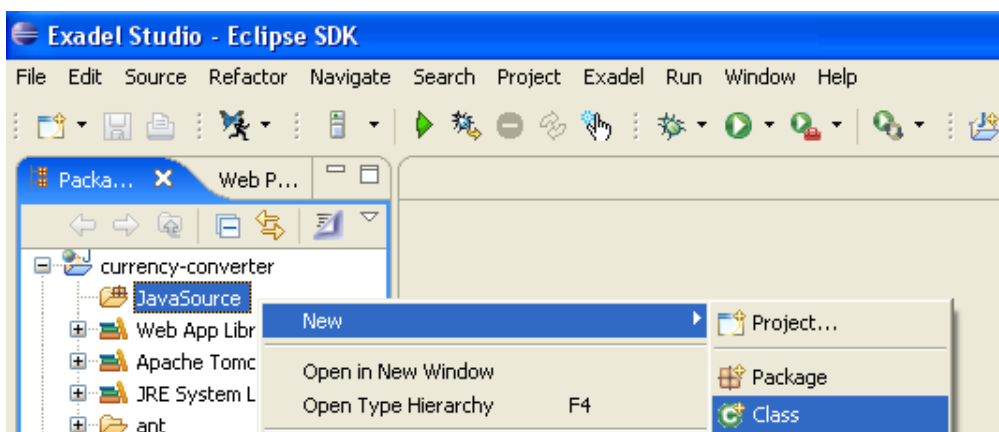 Exadel Studio - Eclipse SDK
File Edit Source Refactor Navigate Search Project Exadel Run Window Help
Packa... Web P...
currency-converter
JavaSource
New
Project...
Web App Libr
Apache Tomc
Open in New Window
Package
JRE System L
Open Type Hierarchy F4
Class
ant